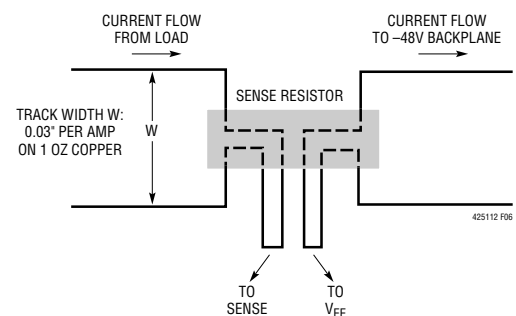 CURRENT FLOW
FROM LOAD
CURRENT FLOW
TO –48V BACKPLANE
SENSE RESISTOR
TRACK WIDTH W:
0.03" PER AMP
ON 1 OZ COPPER
W
425112 F06
TO
SENSE
TO
VEE